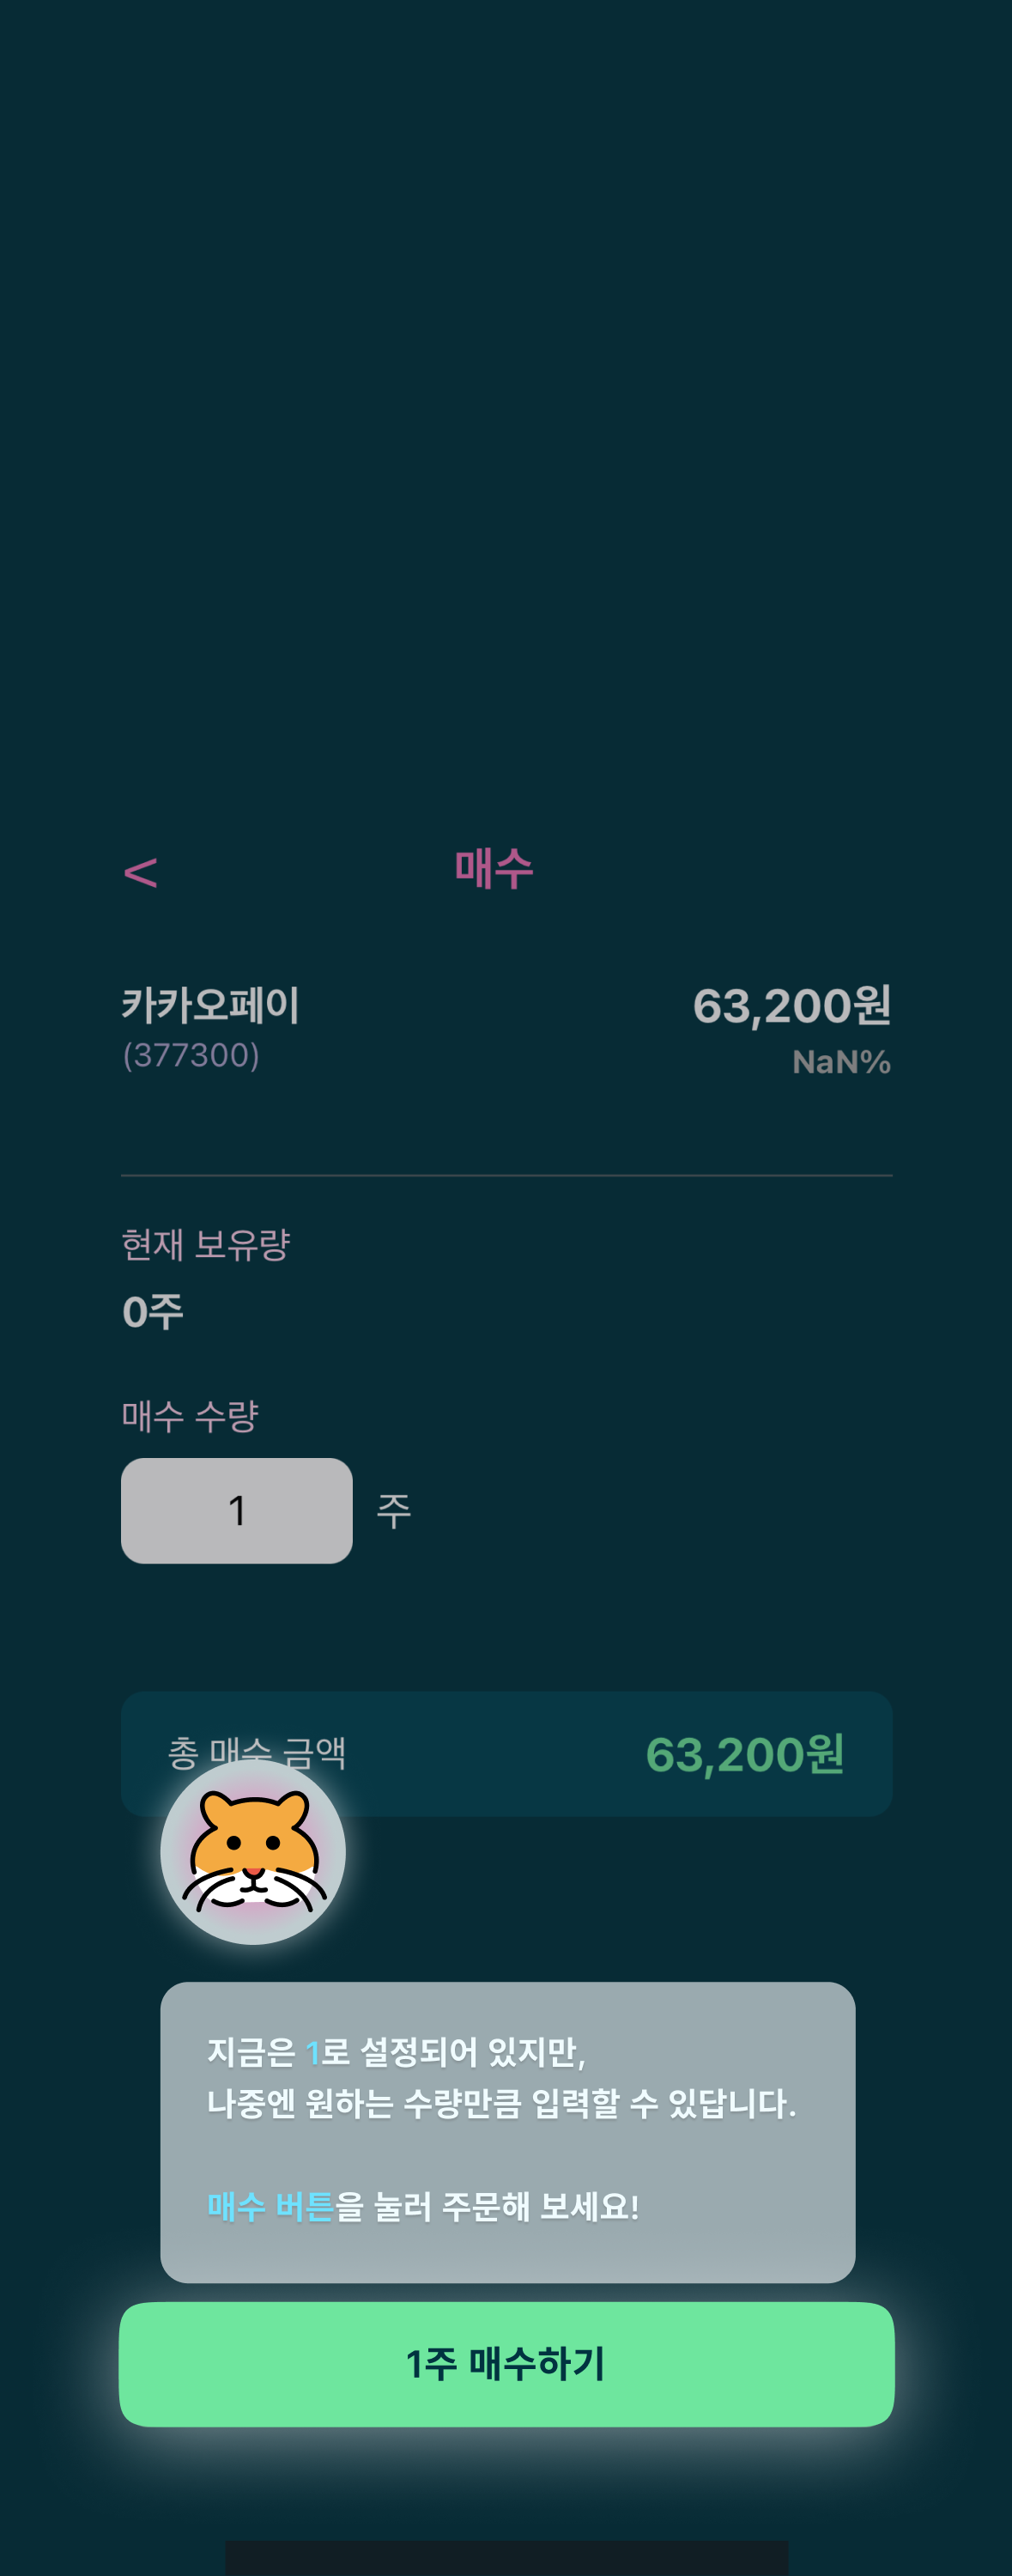 < 매수
카카오페이 63,200원
(377300) NaN%
현재 보유량
0주
매수 수량
1 주
총 매수 금액 63,200원
지금은 1로 설정되어 있지만,
나중엔 원하는 수량만큼 입력할 수 있답니다.
매수 버튼을 눌러 주문해 보세요!
1주 매수하기